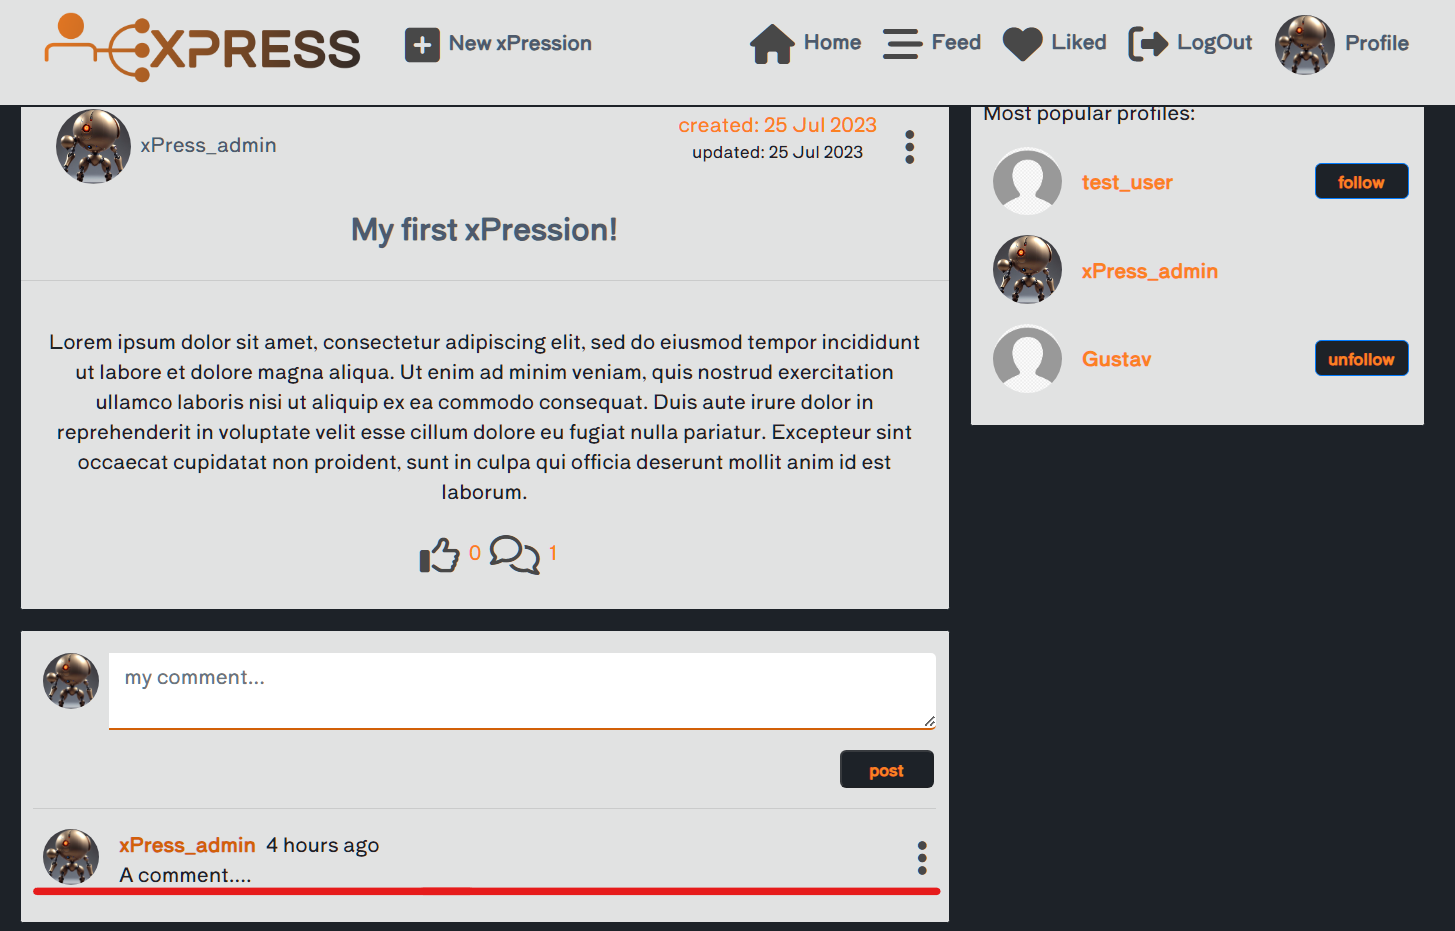 XPRESS
New xPression
Home
Feed
Liked
LogOut
Profile
xPress_admin
created: 25 Jul 2023
updated: 25 Jul 2023
My first xPression!
Lorem ipsum dolor sit amet, consectetur adipiscing elit, sed do eiusmod tempor incididunt
ut labore et dolore magna aliqua. Ut enim ad minim veniam, quis nostrud exercitation
ullamco laboris nisi ut aliquip ex ea commodo consequat. Duis aute irure dolor in
reprehenderit in voluptate velit esse cillum dolore eu fugiat nulla pariatur. Excepteur sint
occaecat cupidatat non proident, sunt in culpa qui officia deserunt mollit anim id est
laborum.
0
1
my comment...
post
xPress_admin 4 hours ago
A comment....
Most popular profiles:
test_user
follow
xPress_admin
Gustav
unfollow